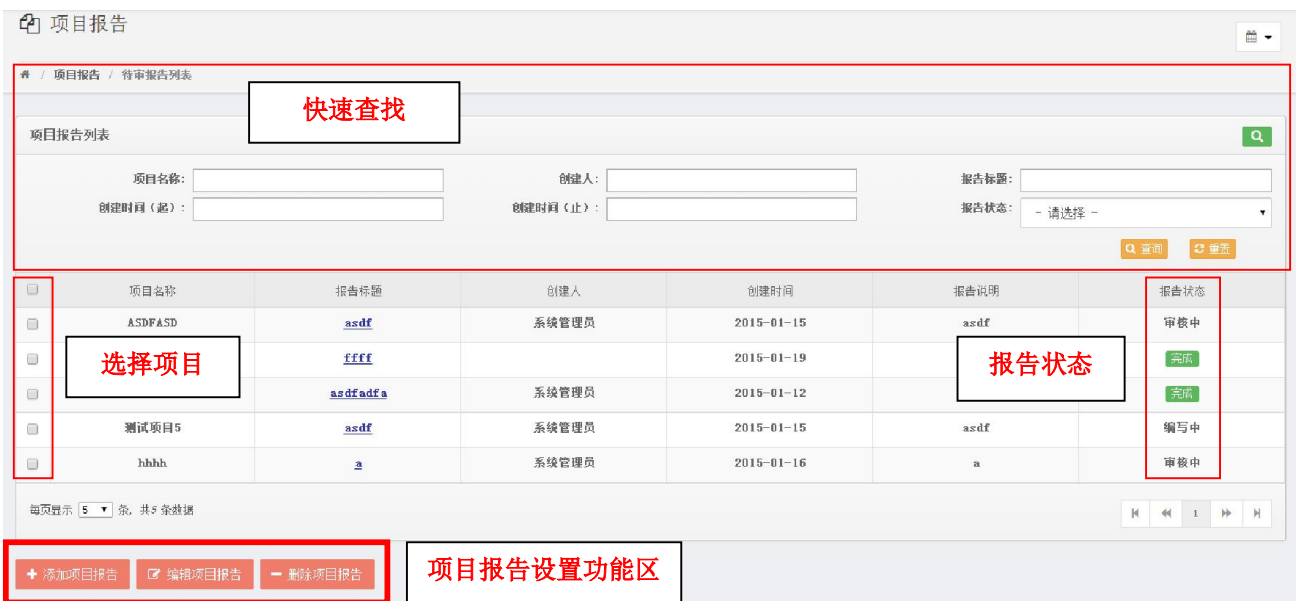 项目报告
/ 项目报告 / 待审报告列表
快速查找
项目报告列表
项目名称: 创建人: 报告标题:
创建时间（起）: 创建时间（止）: 报告状态: - 请选择 -
查询 重置
项目名称 报告标题 创建人 创建时间 报告说明 报告状态
ASDFASD asdf 系统管理员 2015-01-15 asdf 审核中
选择项目 ffff 2015-01-19 报告状态 完成
asdfadfa 系统管理员 2015-01-12 完成
测试项目5 asdf 系统管理员 2015-01-15 asdf 编写中
hhhh a 系统管理员 2015-01-16 a 审核中
每页显示 5 条, 共5 条数据 1
添加项目报告 编辑项目报告 删除项目报告 项目报告设置功能区